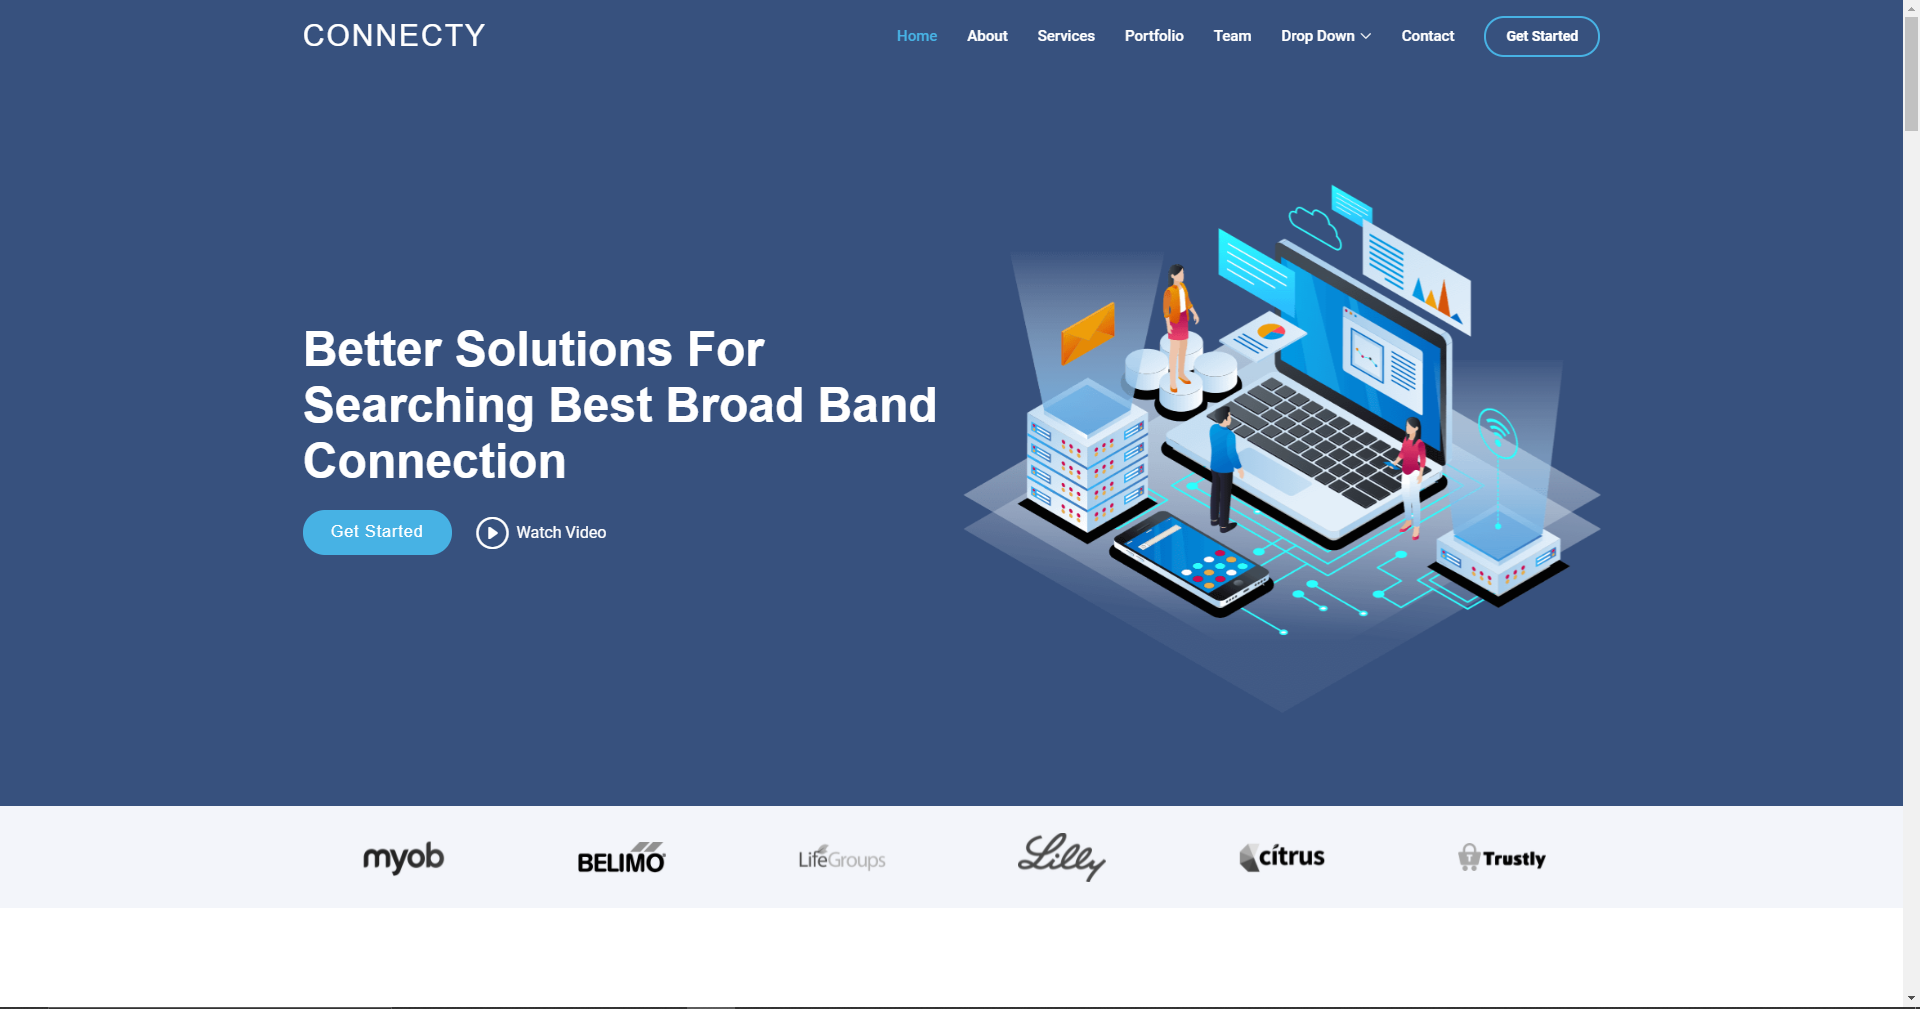 CONNECTY
Home About Services Portfolio Team Drop Down Contact Get Started
Better Solutions For
Searching Best Broad Band
Connection
Get Started Watch Video
myob BELIMO LifeGroups Lilly cítrus Trustly